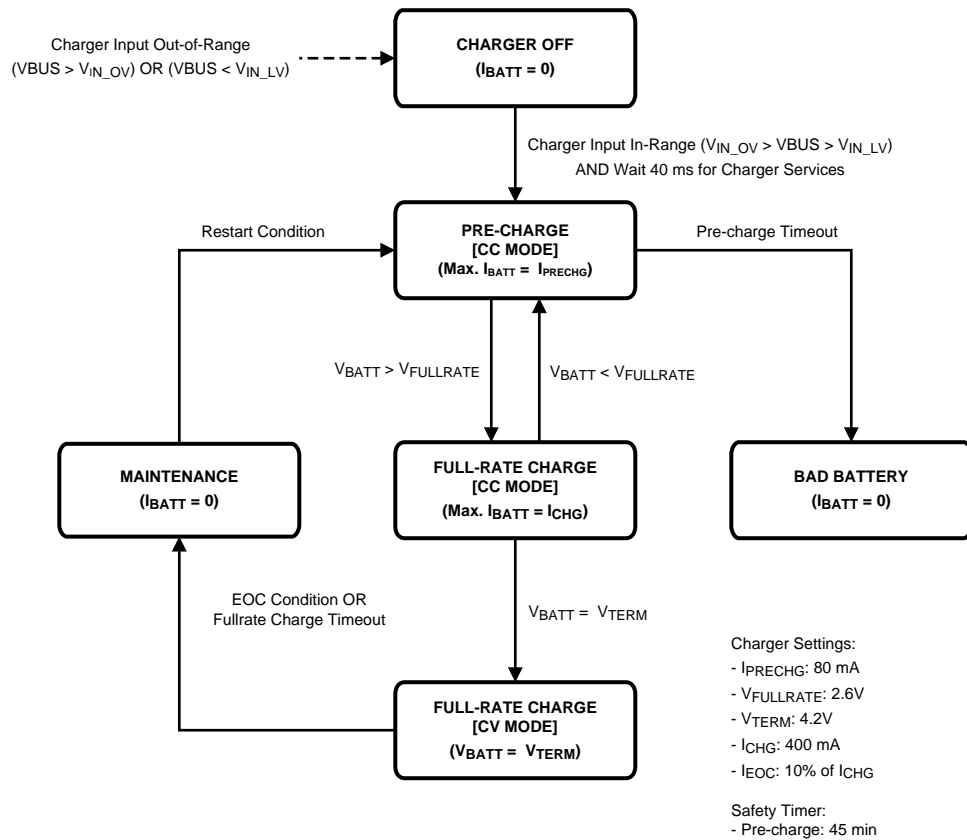 Charger Input Out-of-Range
(VBUS > VIN_OV) OR (VBUS < VIN_LV)
CHARGER OFF
(IBATT = 0)
Charger Input In-Range (VIN_OV > VBUS > VIN_LV)
AND Wait 40 ms for Charger Services
Restart Condition
PRE-CHARGE
[CC MODE]
(Max. IBATT = IPRECHG)
Pre-charge Timeout
VBATT > VFULLRATE
VBATT < VFULLRATE
MAINTENANCE
(IBATT = 0)
FULL-RATE CHARGE
[CC MODE]
(Max. IBATT = ICHG)
BAD BATTERY
(IBATT = 0)
EOC Condition OR
Fullrate Charge Timeout
VBATT = VTERM
FULL-RATE CHARGE
[CV MODE]
(VBATT = VTERM)
Charger Settings:
- IPRECHG: 80 mA
- VFULLRATE: 2.6V
- VTERM: 4.2V
- ICHG: 400 mA
- IEOC: 10% of ICHG
Safety Timer:
- Pre-charge: 45 min